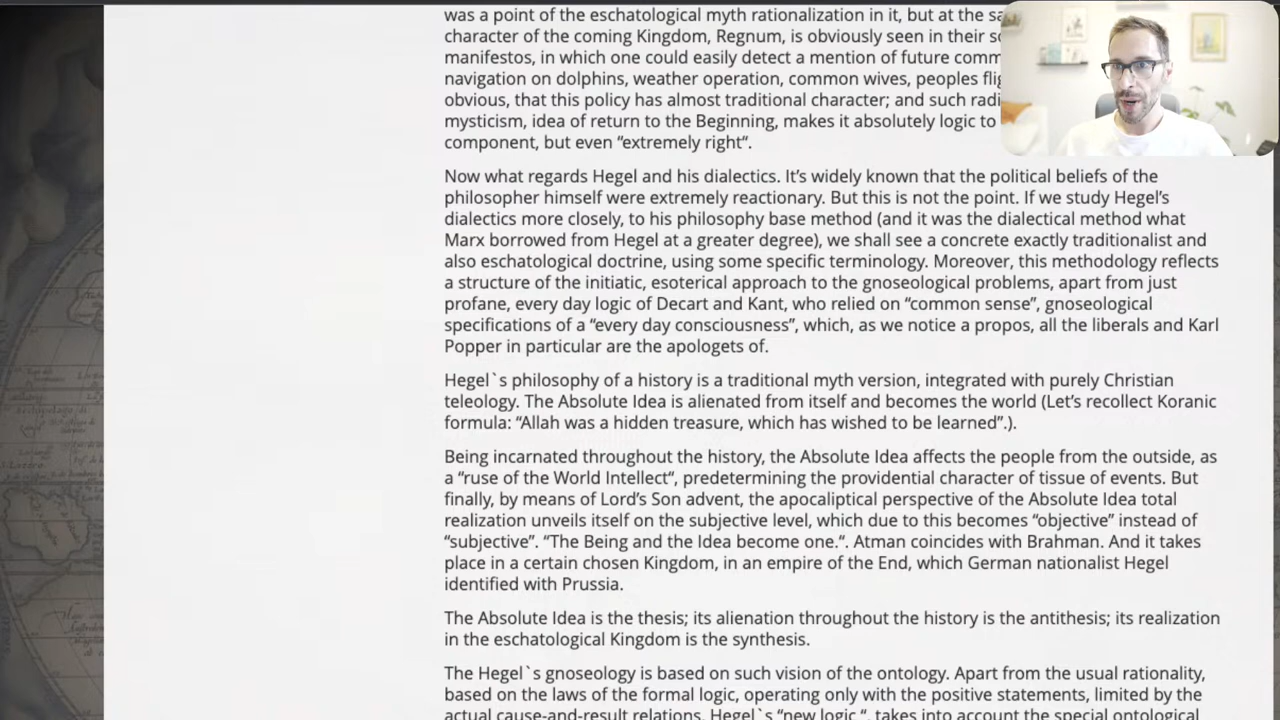 was a point of the eschatological myth rationalization in it, but at the
character of the coming Kingdom, Regnum, is obviously seen in their
manifestos, in which one could easily detect a mention of future
navigation on dolphins, weather operation, common wives, peoples
obvious, that this policy has almost traditional character; and such
mysticism, idea of return to the Beginning, makes it absolutely logic to
component, but even “extremely right“.
Now what regards Hegel and his dialectics. It’s widely known that the political beliefs of the
philosopher himself were extremely reactionary. But this is not the point. If we study Hegel’s
dialectics more closely, to his philosophy base method (and it was the dialectical method what
Marx borrowed from Hegel at a greater degree), we shall see a concrete exactly traditionalist and
also eschatological doctrine, using some specific terminology. Moreover, this methodology reflects
a structure of the initiatic, esoterical approach to the gnoseological problems, apart from just
profane, every day logic of Decart and Kant, who relied on “common sense”, gnoseological
specifications of a “every day consciousness”, which, as we notice a propos, all the liberals and Karl
Popper in particular are the apologets of.
Hegel`s philosophy of a history is a traditional myth version, integrated with purely Christian
teleology. The Absolute Idea is alienated from itself and becomes the world (Let’s recollect Koranic
formula: “Allah was a hidden treasure, which has wished to be learned”.).
Being incarnated throughout the history, the Absolute Idea affects the people from the outside, as
a “ruse of the World Intellect“, predetermining the providential character of tissue of events. But
finally, by means of Lord’s Son advent, the apocaliptical perspective of the Absolute Idea total
realization unveils itself on the subjective level, which due to this becomes “objective” instead of
“subjective”. “The Being and the Idea become one.“. Atman coincides with Brahman. And it takes
place in a certain chosen Kingdom, in an empire of the End, which German nationalist Hegel
identified with Prussia.
The Absolute Idea is the thesis; its alienation throughout the history is the antithesis; its realization
in the eschatological Kingdom is the synthesis.
The Hegel`s gnoseology is based on such vision of the ontology. Apart from the usual rationality,
based on the laws of the formal logic, operating only with the positive statements, limited by the
actual cause-and-result relations, Hegel`s “new logic “, takes into account the special ontological